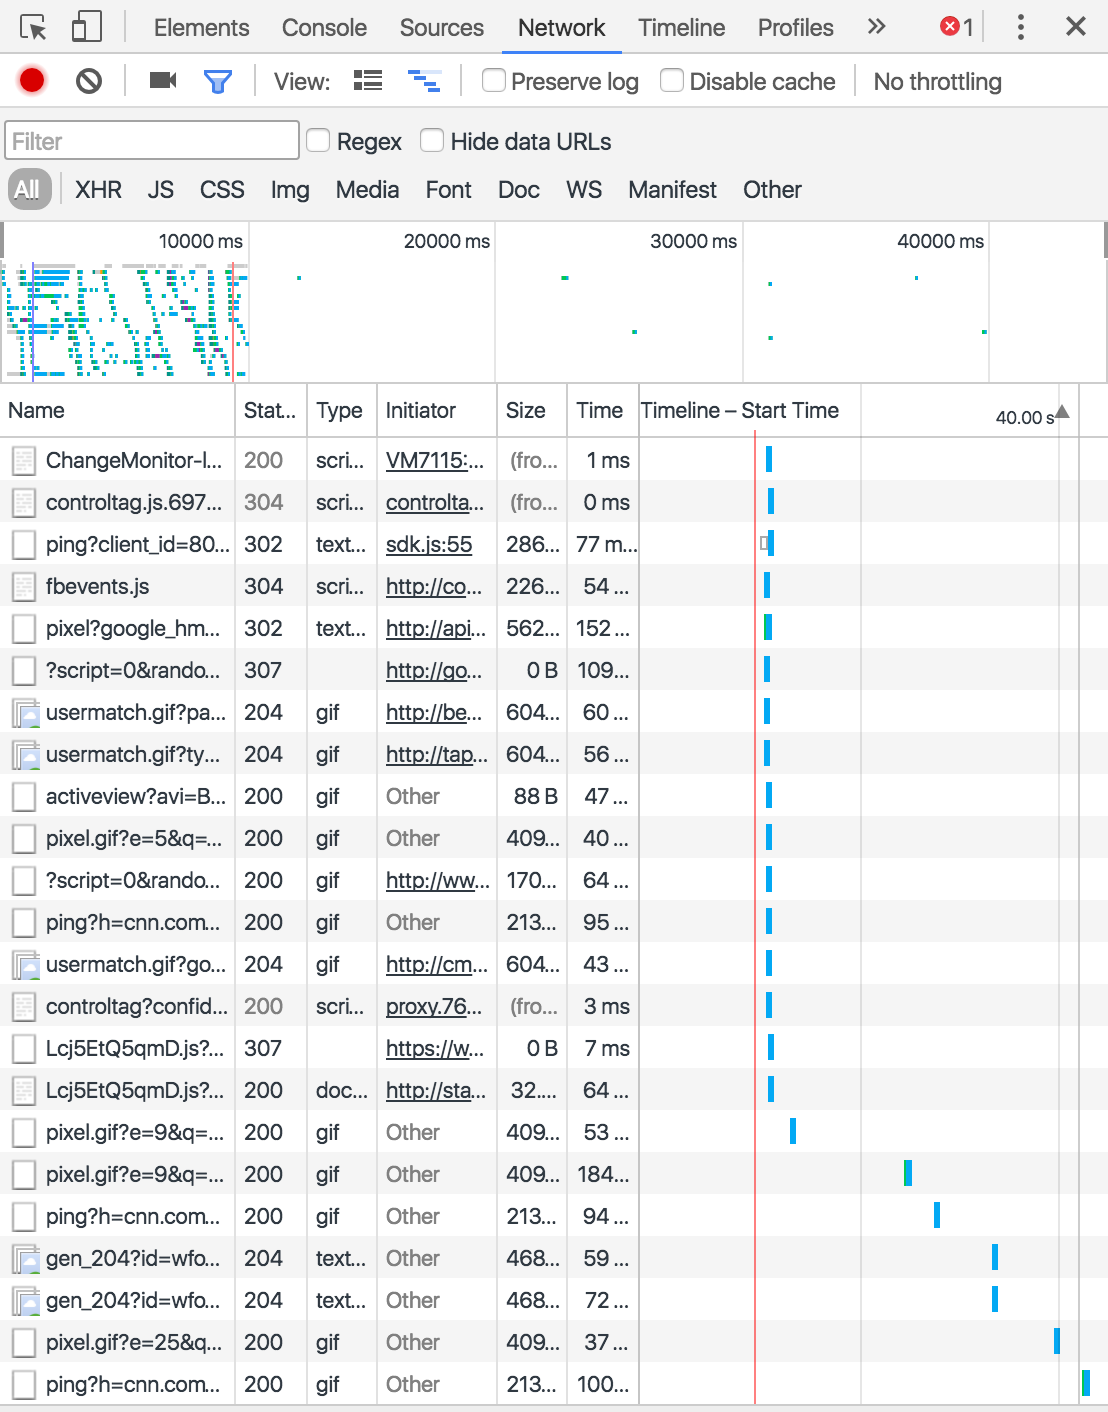 Elements Console Sources Network Timeline Profiles » 1
View: Preserve log Disable cache No throttling
Filter Regex Hide data URLs
All XHR JS CSS Img Media Font Doc WS Manifest Other
10000 ms 20000 ms 30000 ms 40000 ms
Name Stat... Type Initiator Size Time Timeline – Start Time 40.00 s
ChangeMonitor-l... 200 scri... VM7115:... (fro... 1 ms
controltag.js.697... 304 scri... controlta... (fro... 0 ms
ping?client_id=80... 302 text... sdk.js:55 286... 77 m...
fbevents.js 304 scri... http://co... 226... 54 ...
pixel?google_hm... 302 text... http://api... 562... 152 ...
?script=0&rando... 307 http://go... 0 B 109...
usermatch.gif?pa... 204 gif http://be... 604... 60 ...
usermatch.gif?ty... 204 gif http://tap... 604... 56 ...
activeview?avi=B... 200 gif Other 88 B 47 ...
pixel.gif?e=5&q=... 200 gif Other 409... 40 ...
?script=0&rando... 200 gif http://ww... 170... 64 ...
ping?h=cnn.com... 200 gif Other 213... 95 ...
usermatch.gif?go... 204 gif http://cm... 604... 43 ...
controltag?confid... 200 scri... proxy.76... (fro... 3 ms
Lcj5EtQ5qmD.js?... 307 https://w... 0 B 7 ms
Lcj5EtQ5qmD.js?... 200 doc... http://sta... 32.... 64 ...
pixel.gif?e=9&q=... 200 gif Other 409... 53 ...
pixel.gif?e=9&q=... 200 gif Other 409... 184...
ping?h=cnn.com... 200 gif Other 213... 94 ...
gen_204?id=wfo... 204 text... Other 468... 59 ...
gen_204?id=wfo... 204 text... Other 468... 72 ...
pixel.gif?e=25&q... 200 gif Other 409... 37 ...
ping?h=cnn.com... 200 gif Other 213... 100...